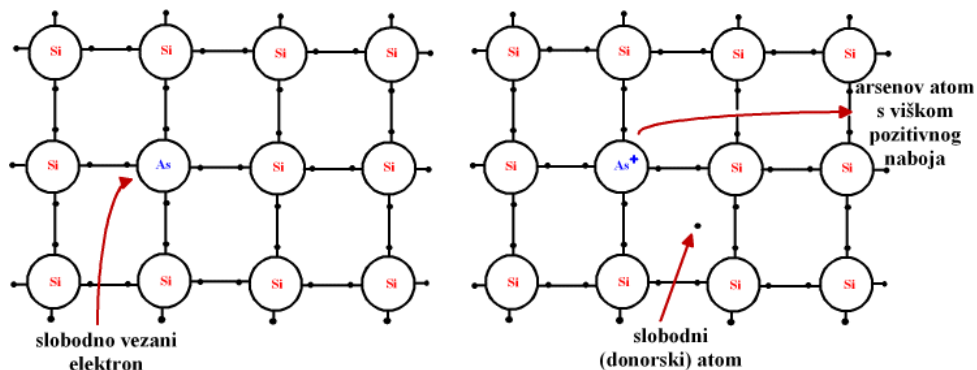 Si Si Si Si
Si As Si Si
Si Si Si Si
slobodno vezani
elektron
Si Si Si Si
arsenov atom
s viškom
pozitivnog
naboja
Si As+ Si Si
Si Si Si Si
slobodni
(donorski) atom